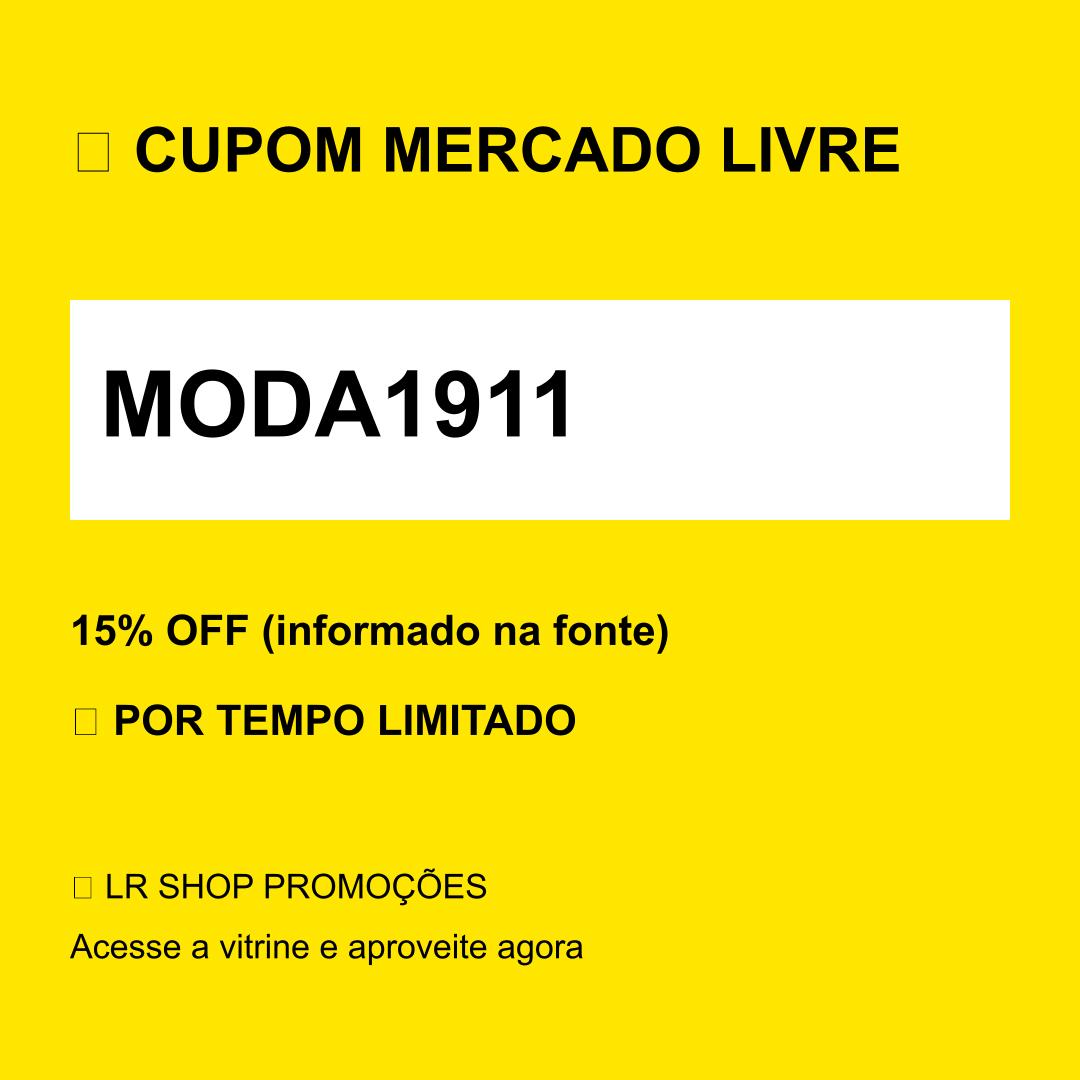 CUPOM MERCADO LIVRE
MODA1911
15% OFF (informado na fonte)
POR TEMPO LIMITADO
LR SHOP PROMOÇÕES
Acesse a vitrine e aproveite agora